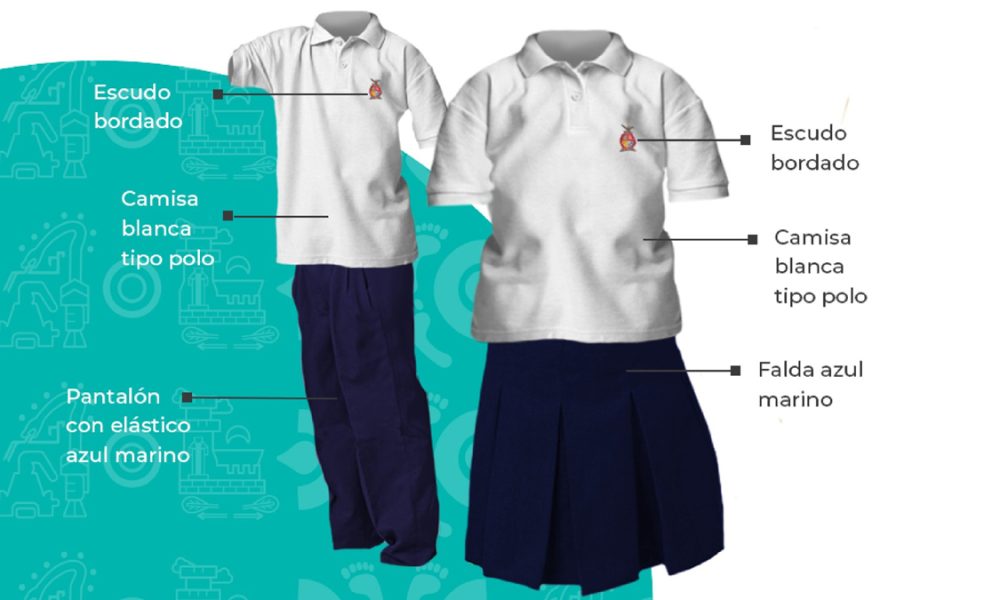 Escudo
bordado
Camisa
blanca
tipo polo
Pantalón
con elástico
azul marino
Escudo
bordado
Camisa
blanca
tipo polo
Falda azul
marino